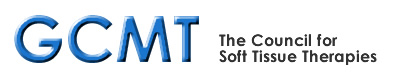 GCMT The Council for
Soft Tissue Therapies